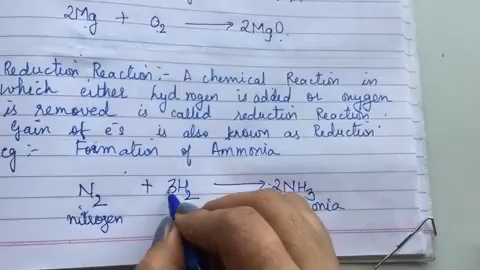 2Mg + O2 → 2MgO.
Reduction Reaction:- A chemical Reaction in
which either hydrogen is added or oxygen
is removed is called reduction Reaction.
Gain of e's is also known as Reduction.
eg:- Formation of Ammonia
N2 + 3H2 → 2NH3
nitrogen